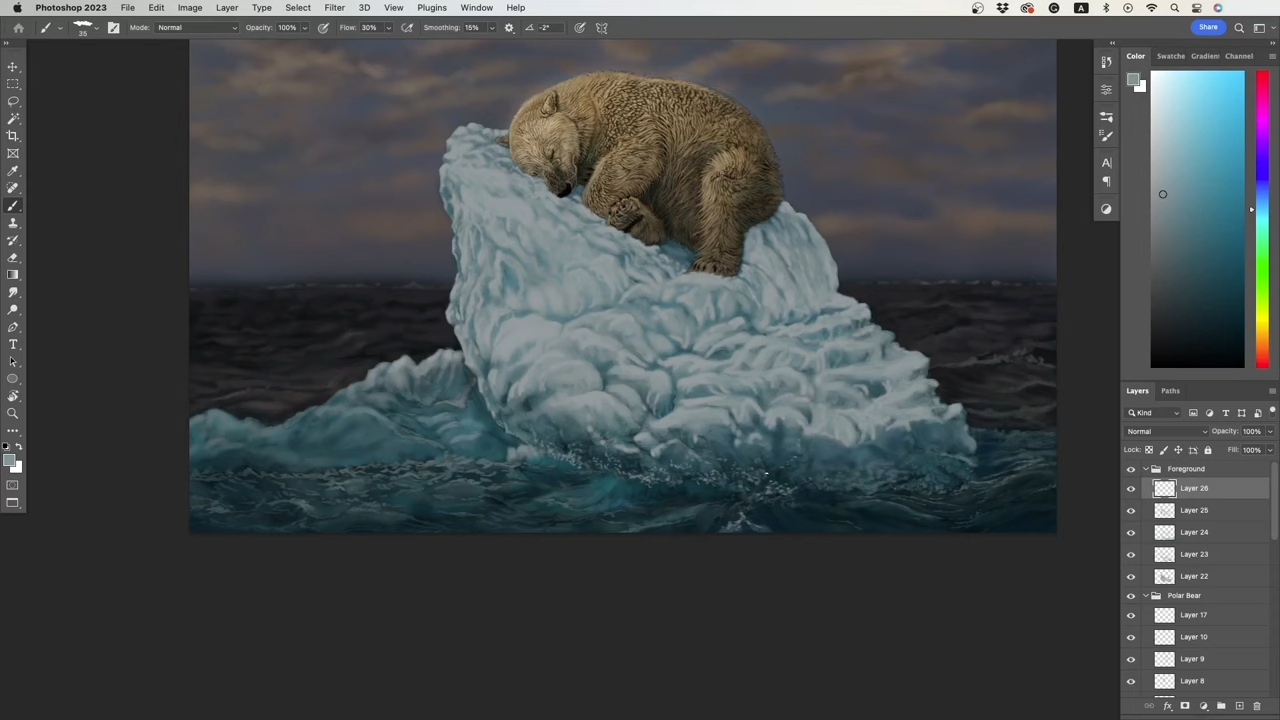 Photoshop 2023 File Edit Image Layer Type Select Filter 3D View Plugins Window Help
35 Mode: Normal Opacity: 100% Flow: 30% Smoothing: 15% -2° Share
Color Swatche Gradien Channel
Layers Paths
Kind
Normal Opacity: 100%
Lock: Fill: 100%
Foreground
Layer 26
Layer 25
Layer 24
Layer 23
Layer 22
Polar Bear
Layer 17
Layer 10
Layer 9
Layer 8